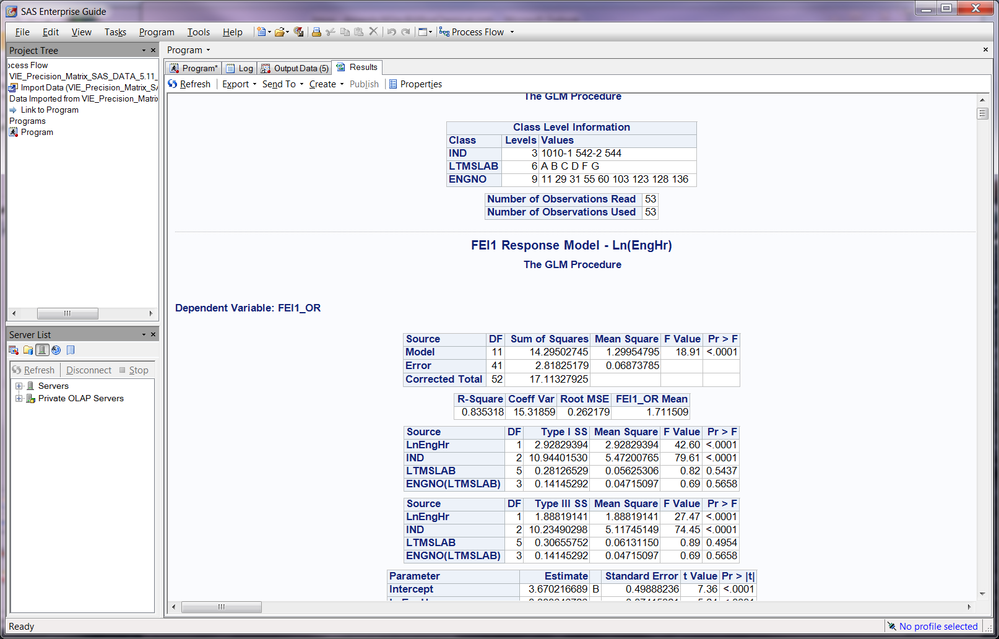 SAS Enterprise Guide
File Edit View Tasks Program Tools Help Process Flow
Project Tree
ocess Flow
VIE_Precision_Matrix_SAS_DATA_5.11_
Import Data (VIE_Precision_Matrix_SA
Data Imported from VIE_Precision_Matrix
Link to Program
Programs
Program
Server List
Refresh Disconnect Stop
Servers
Private OLAP Servers
Program
Program* Log Output Data (5) Results
Refresh Export Send To Create Publish Properties
The GLM Procedure
Class Level Information
Class Levels Values
IND 3 1010-1 542-2 544
LTMSLAB 6 A B C D F G
ENGNO 9 11 29 31 55 60 103 123 128 136
Number of Observations Read 53
Number of Observations Used 53
FEI1 Response Model - Ln(EngHr)
The GLM Procedure
Dependent Variable: FEI1_OR
Source DF Sum of Squares Mean Square F Value Pr > F
Model 11 14.29502745 1.29954795 18.91 <.0001
Error 41 2.81825179 0.06873785
Corrected Total 52 17.11327925
R-Square Coeff Var Root MSE FEI1_OR Mean
0.835318 15.31859 0.262179 1.711509
Source DF Type I SS Mean Square F Value Pr > F
LnEngHr 1 2.92829394 2.92829394 42.60 <.0001
IND 2 10.94401530 5.47200765 79.61 <.0001
LTMSLAB 5 0.28126529 0.05625306 0.82 0.5437
ENGNO(LTMSLAB) 3 0.14145292 0.04715097 0.69 0.5658
Source DF Type III SS Mean Square F Value Pr > F
LnEngHr 1 1.88819141 1.88819141 27.47 <.0001
IND 2 10.23490298 5.11745149 74.45 <.0001
LTMSLAB 5 0.30655752 0.06131150 0.89 0.4954
ENGNO(LTMSLAB) 3 0.14145292 0.04715097 0.69 0.5658
Parameter Estimate Standard Error t Value Pr > |t|
Intercept 3.670216689 B 0.49888236 7.36 <.0001
Ready
No profile selected